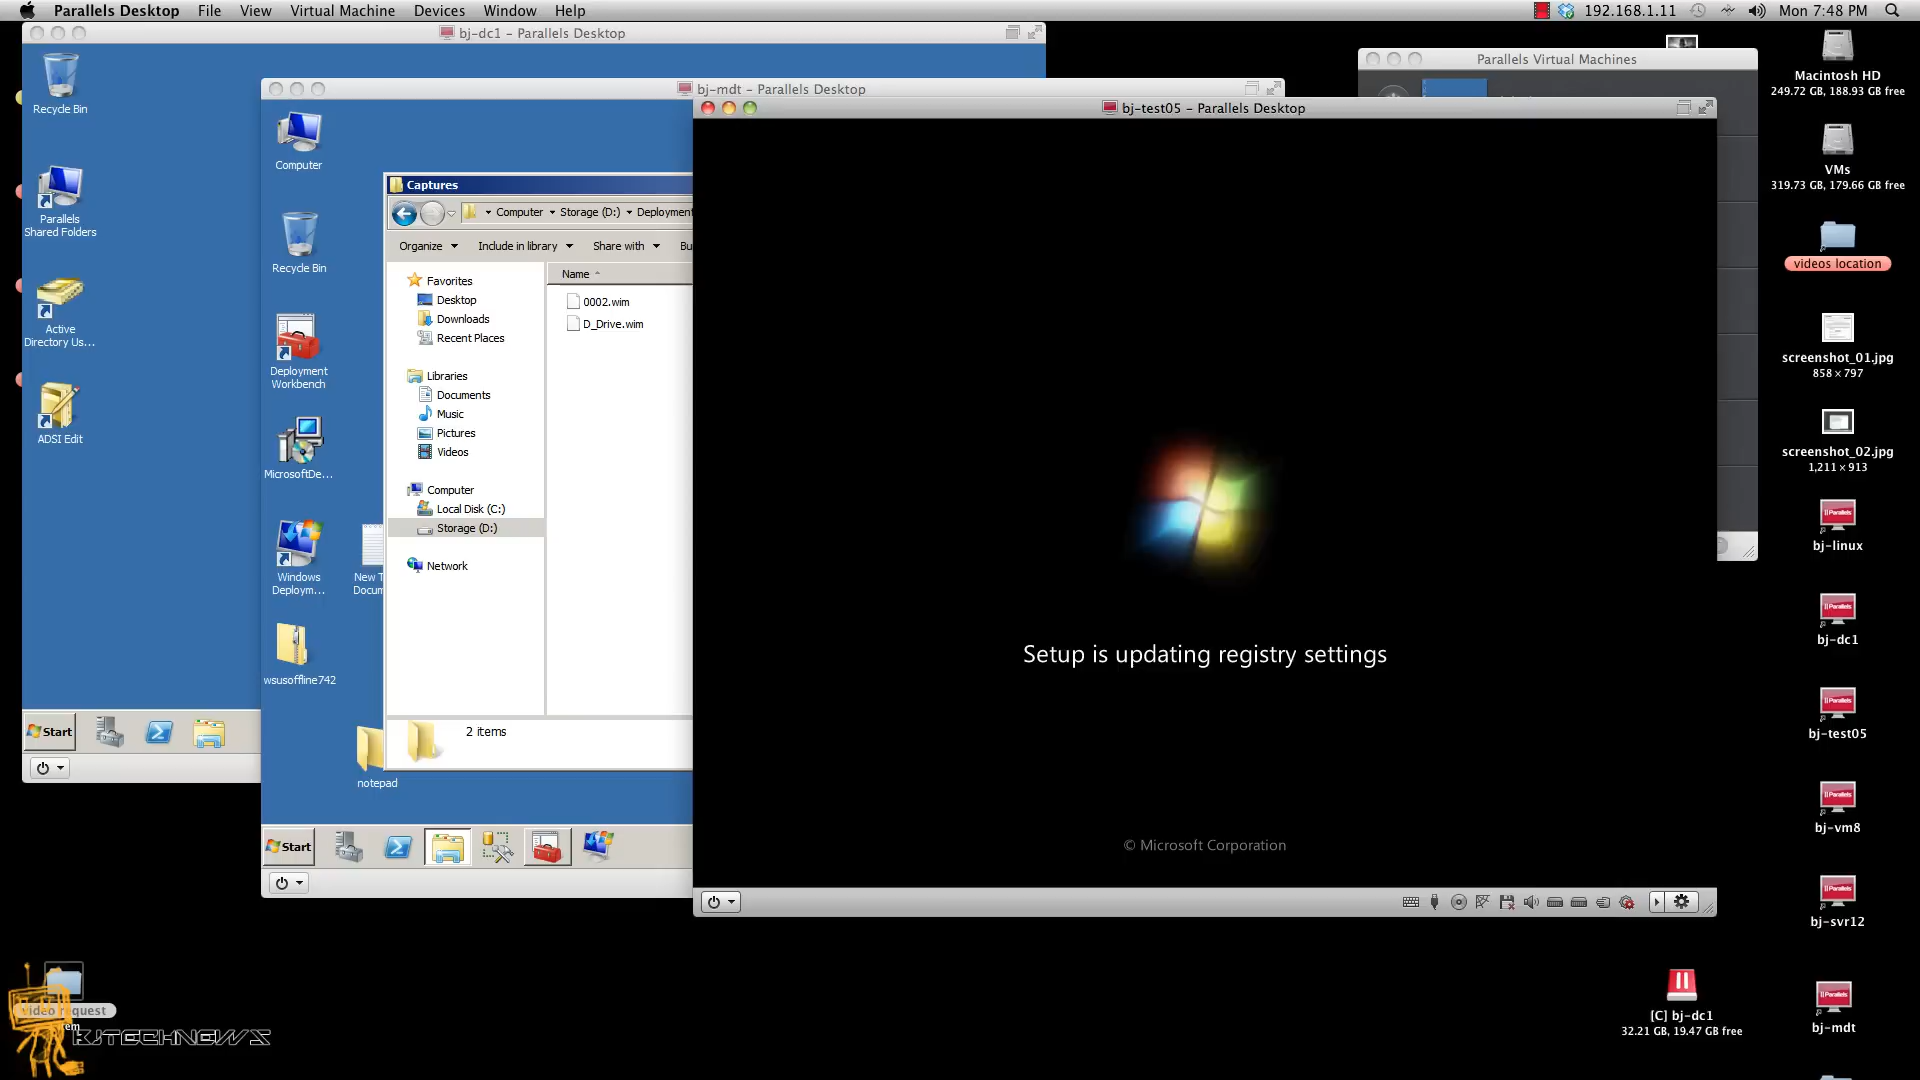 Parallels Desktop File View Virtual Machine Devices Window Help
192.168.1.11 Mon 7:48 PM
bj-dc1 - Parallels Desktop
Recycle Bin
Parallels
Shared Folders
Active
Directory Us...
ADSI Edit
Start
bj-mdt - Parallels Desktop
Computer
Recycle Bin
Deployment
Workbench
MicrosoftDe...
Windows
Deploym...
wsusoffline742
New T
Docum
notepad
Start
Captures
Computer Storage (D:) Deployment
Organize Include in library Share with Bu
Favorites
Desktop
Downloads
Recent Places
Libraries
Documents
Music
Pictures
Videos
Computer
Local Disk (C:)
Storage (D:)
Network
Name
0002.wim
D_Drive.wim
2 items
Parallels Virtual Machines
bj-test05 - Parallels Desktop
Setup is updating registry settings
© Microsoft Corporation
Macintosh HD
249.72 GB, 188.93 GB free
VMs
319.73 GB, 179.66 GB free
videos location
screenshot_01.jpg
858 × 797
screenshot_02.jpg
1,211 × 913
bj-linux
bj-dc1
bj-test05
bj-vm8
bj-svr12
bj-mdt
[C] bj-dc1
32.21 GB, 19.47 GB free
video request
BJTECHNEWS